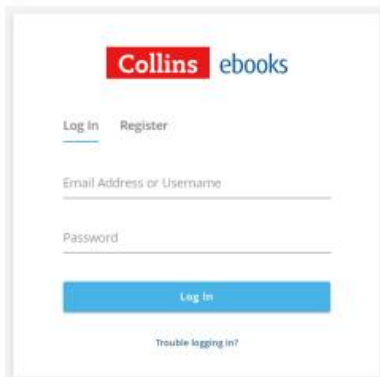 Collins ebooks
Log In Register
Email Address or Username
Password
Log In
Trouble logging in?